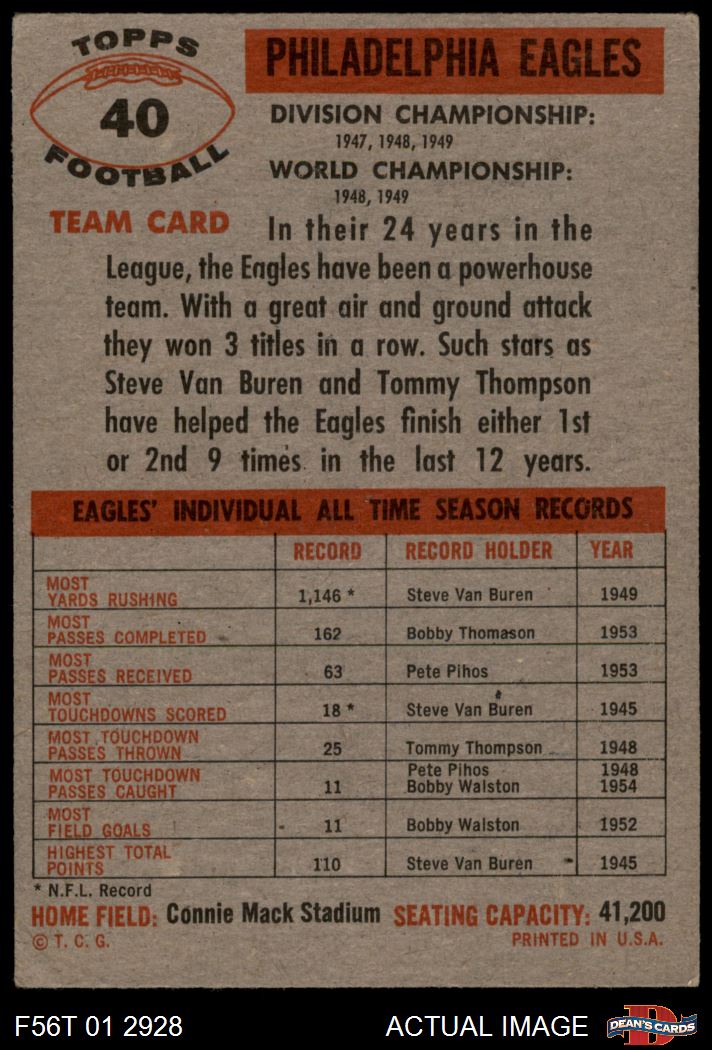 TOPPS
40
FOOTBALL
PHILADELPHIA EAGLES
DIVISION CHAMPIONSHIP:
1947, 1948, 1949
WORLD CHAMPIONSHIP:
1948, 1949
TEAM CARD
In their 24 years in the
League, the Eagles have been a powerhouse
team. With a great air and ground attack
they won 3 titles in a row. Such stars as
Steve Van Buren and Tommy Thompson
have helped the Eagles finish either 1st
or 2nd 9 times in the last 12 years.
EAGLES' INDIVIDUAL ALL TIME SEASON RECORDS
RECORD RECORD HOLDER YEAR
MOST
YARDS RUSHING 1,146 * Steve Van Buren 1949
MOST
PASSES COMPLETED 162 Bobby Thomason 1953
MOST
PASSES RECEIVED 63 Pete Pihos 1953
MOST
TOUCHDOWNS SCORED 18 * Steve Van Buren 1945
MOST TOUCHDOWN
PASSES THROWN 25 Tommy Thompson 1948
MOST TOUCHDOWN Pete Pihos 1948
PASSES CAUGHT 11 Bobby Walston 1954
MOST
FIELD GOALS 11 Bobby Walston 1952
HIGHEST TOTAL
POINTS 110 Steve Van Buren 1945
* N.F.L. Record
HOME FIELD: Connie Mack Stadium SEATING CAPACITY: 41,200
© T. C. G. PRINTED IN U.S.A.
F56T 01 2928 ACTUAL IMAGE D DEAN'S CARDS